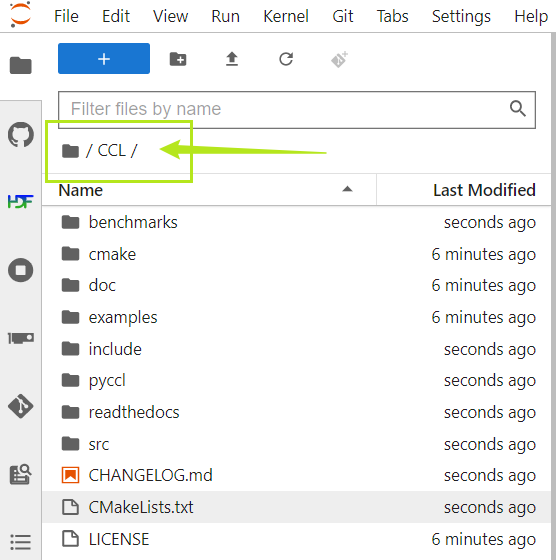 File Edit View Run Kernel Git Tabs Settings Help
+
Filter files by name
/ CCL /
Name Last Modified
benchmarks seconds ago
cmake 6 minutes ago
doc 6 minutes ago
examples 6 minutes ago
include seconds ago
pyccl seconds ago
readthedocs seconds ago
src seconds ago
CHANGELOG.md seconds ago
CMakeLists.txt seconds ago
LICENSE 6 minutes ago
HDF